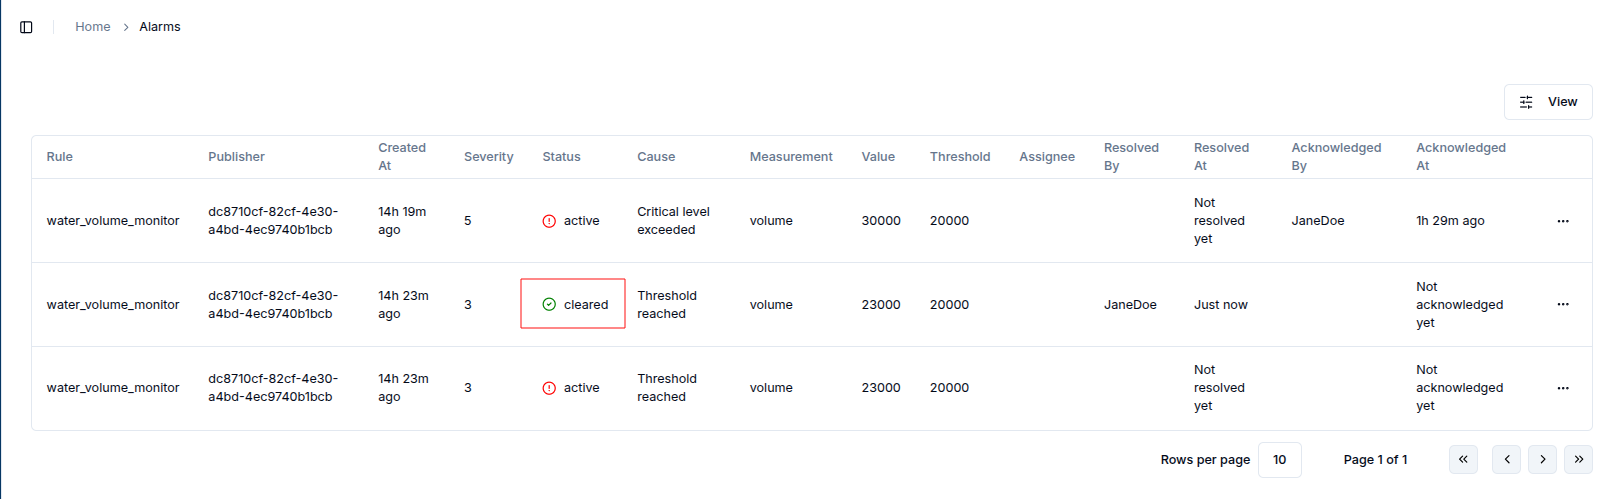 Home > Alarms
View
Rule Publisher Created At Severity Status Cause Measurement Value Threshold Assignee Resolved By Resolved At Acknowledged By Acknowledged At
water_volume_monitor dc8710cf-82cf-4e30-a4bd-4ec9740b1bcb 14h 19m ago 5 active Critical level exceeded volume 30000 20000 Not resolved yet JaneDoe 1h 29m ago ...
water_volume_monitor dc8710cf-82cf-4e30-a4bd-4ec9740b1bcb 14h 23m ago 3 cleared Threshold reached volume 23000 20000 JaneDoe Just now Not acknowledged yet ...
water_volume_monitor dc8710cf-82cf-4e30-a4bd-4ec9740b1bcb 14h 23m ago 3 active Threshold reached volume 23000 20000 Not resolved yet Not acknowledged yet ...
Rows per page 10 Page 1 of 1 « < > »